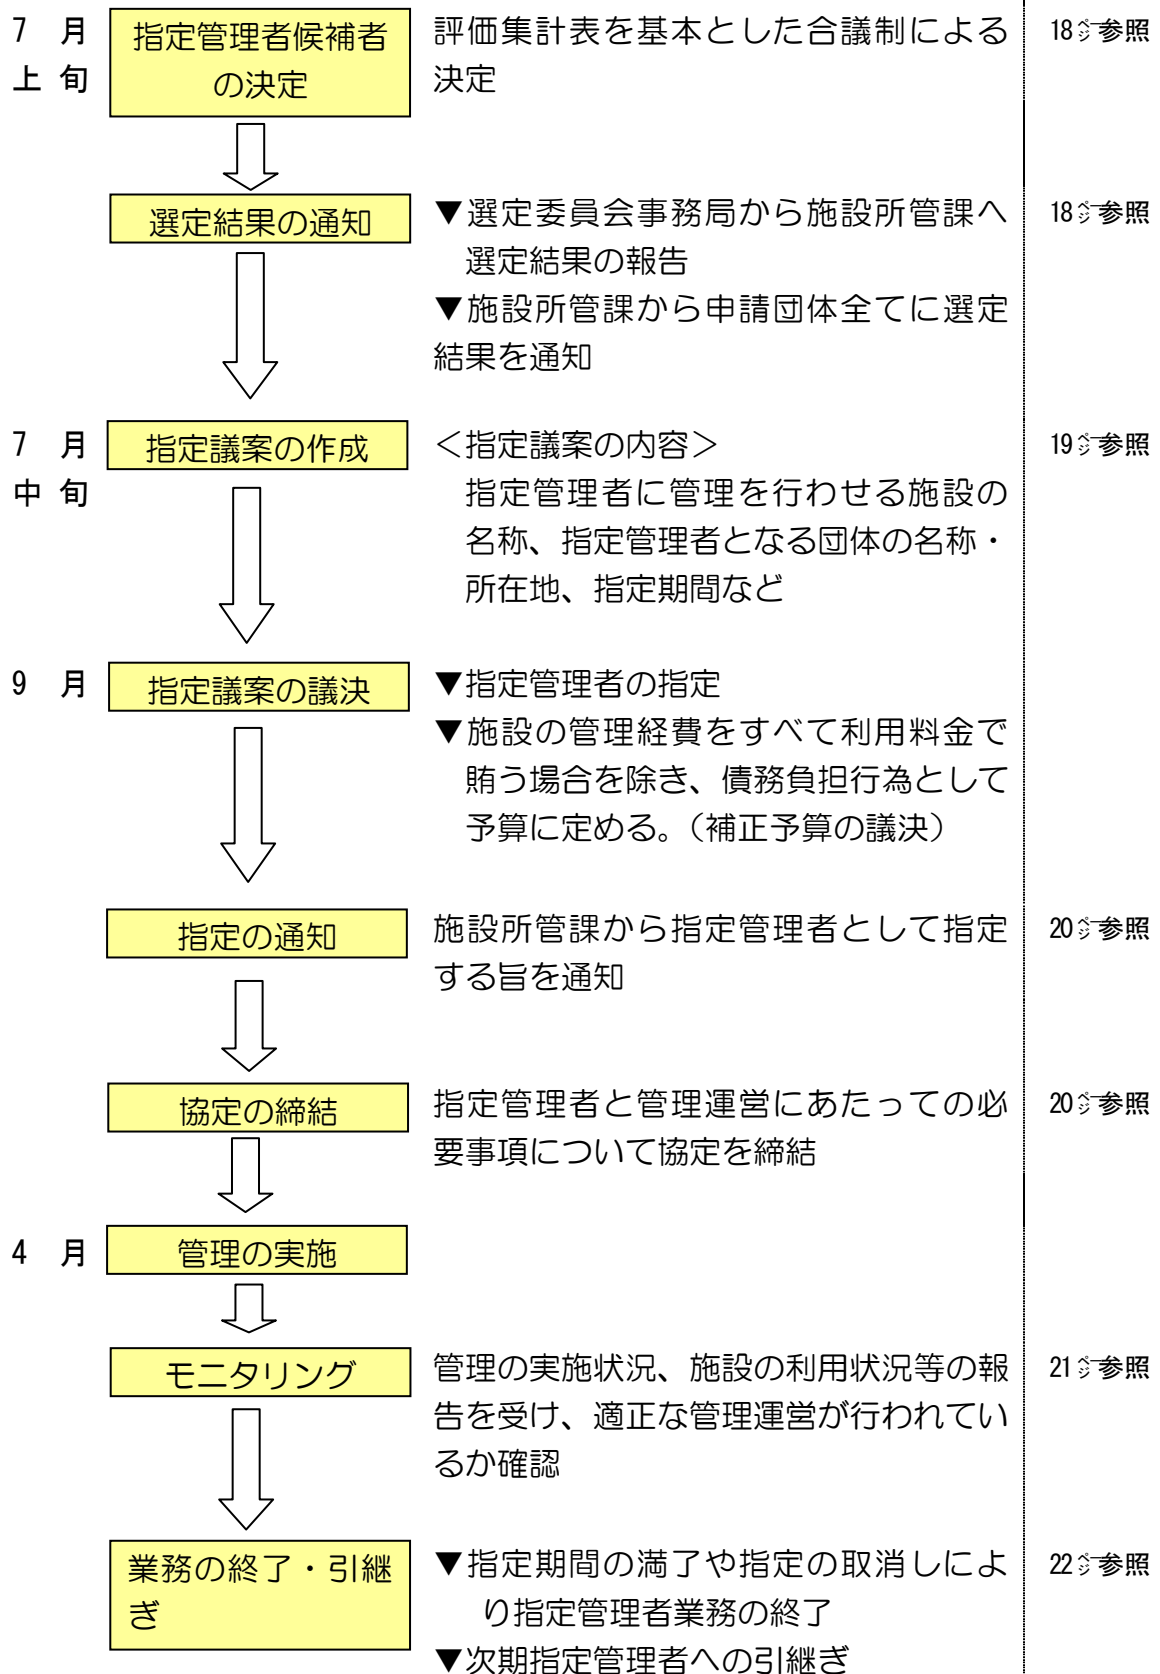 7 月
上 旬
指定管理者候補者
の決定
評価集計表を基本とした合議制による
決定
18㌻参照
選定結果の通知
▼選定委員会事務局から施設所管課へ
選定結果の報告
▼施設所管課から申請団体全てに選定
結果を通知
18㌻参照
7 月
中 旬
指定議案の作成
＜指定議案の内容＞
指定管理者に管理を行わせる施設の
名称、指定管理者となる団体の名称・
所在地、指定期間など
19㌻参照
9 月
指定議案の議決
▼指定管理者の指定
▼施設の管理経費をすべて利用料金で
賄う場合を除き、債務負担行為として
予算に定める。（補正予算の議決）
指定の通知
施設所管課から指定管理者として指定
する旨を通知
20㌻参照
協定の締結
指定管理者と管理運営にあたっての必
要事項について協定を締結
20㌻参照
4 月
管理の実施
モニタリング
管理の実施状況、施設の利用状況等の報
告を受け、適正な管理運営が行われてい
るか確認
21㌻参照
業務の終了・引継
ぎ
▼指定期間の満了や指定の取消しによ
り指定管理者業務の終了
▼次期指定管理者への引継ぎ
22㌻参照